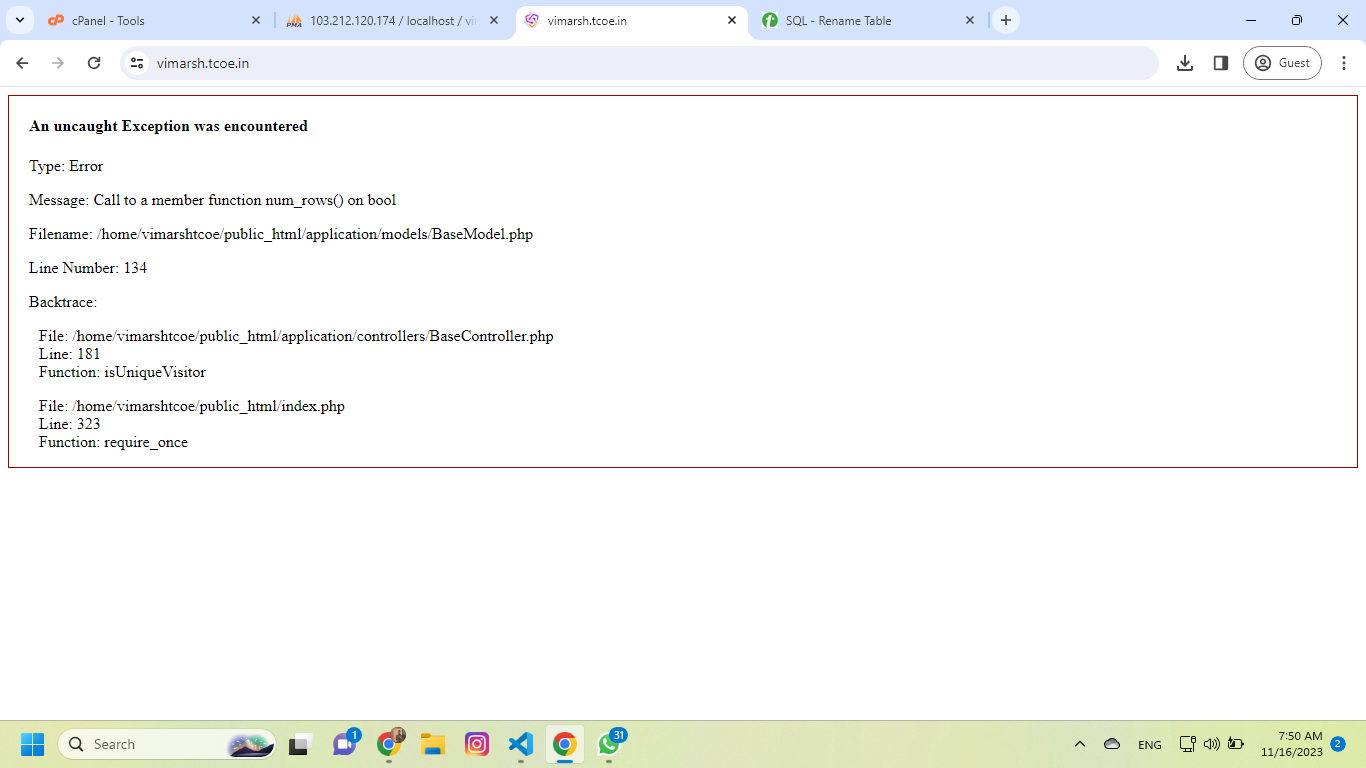 cPanel - Tools
PMA
103.212.120.174 / localhost / vi
vimarsh.tcoe.in
SQL - Rename Table
vimarsh.tcoe.in
Guest
An uncaught Exception was encountered
Type: Error
Message: Call to a member function num_rows() on bool
Filename: /home/vimarshtcoe/public_html/application/models/BaseModel.php
Line Number: 134
Backtrace:
File: /home/vimarshtcoe/public_html/application/controllers/BaseController.php
Line: 181
Function: isUniqueVisitor
File: /home/vimarshtcoe/public_html/index.php
Line: 323
Function: require_once
Search
1
31
ENG
7:50 AM
11/16/2023
2